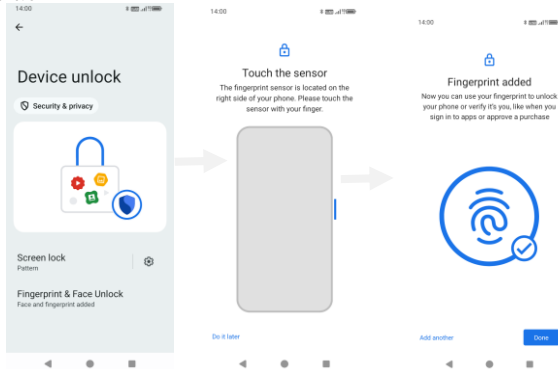 14:00
Device unlock
Security & privacy
Screen lock
Pattern
Fingerprint & Face Unlock
Face and fingerprint added
14:00
Touch the sensor
The fingerprint sensor is located on the
right side of your phone. Please touch the
sensor with your finger.
Do it later
14:00
Fingerprint added
Now you can use your fingerprint to unlock
your phone or verify it's you, like when you
sign in to apps or approve a purchase
Add another
Done